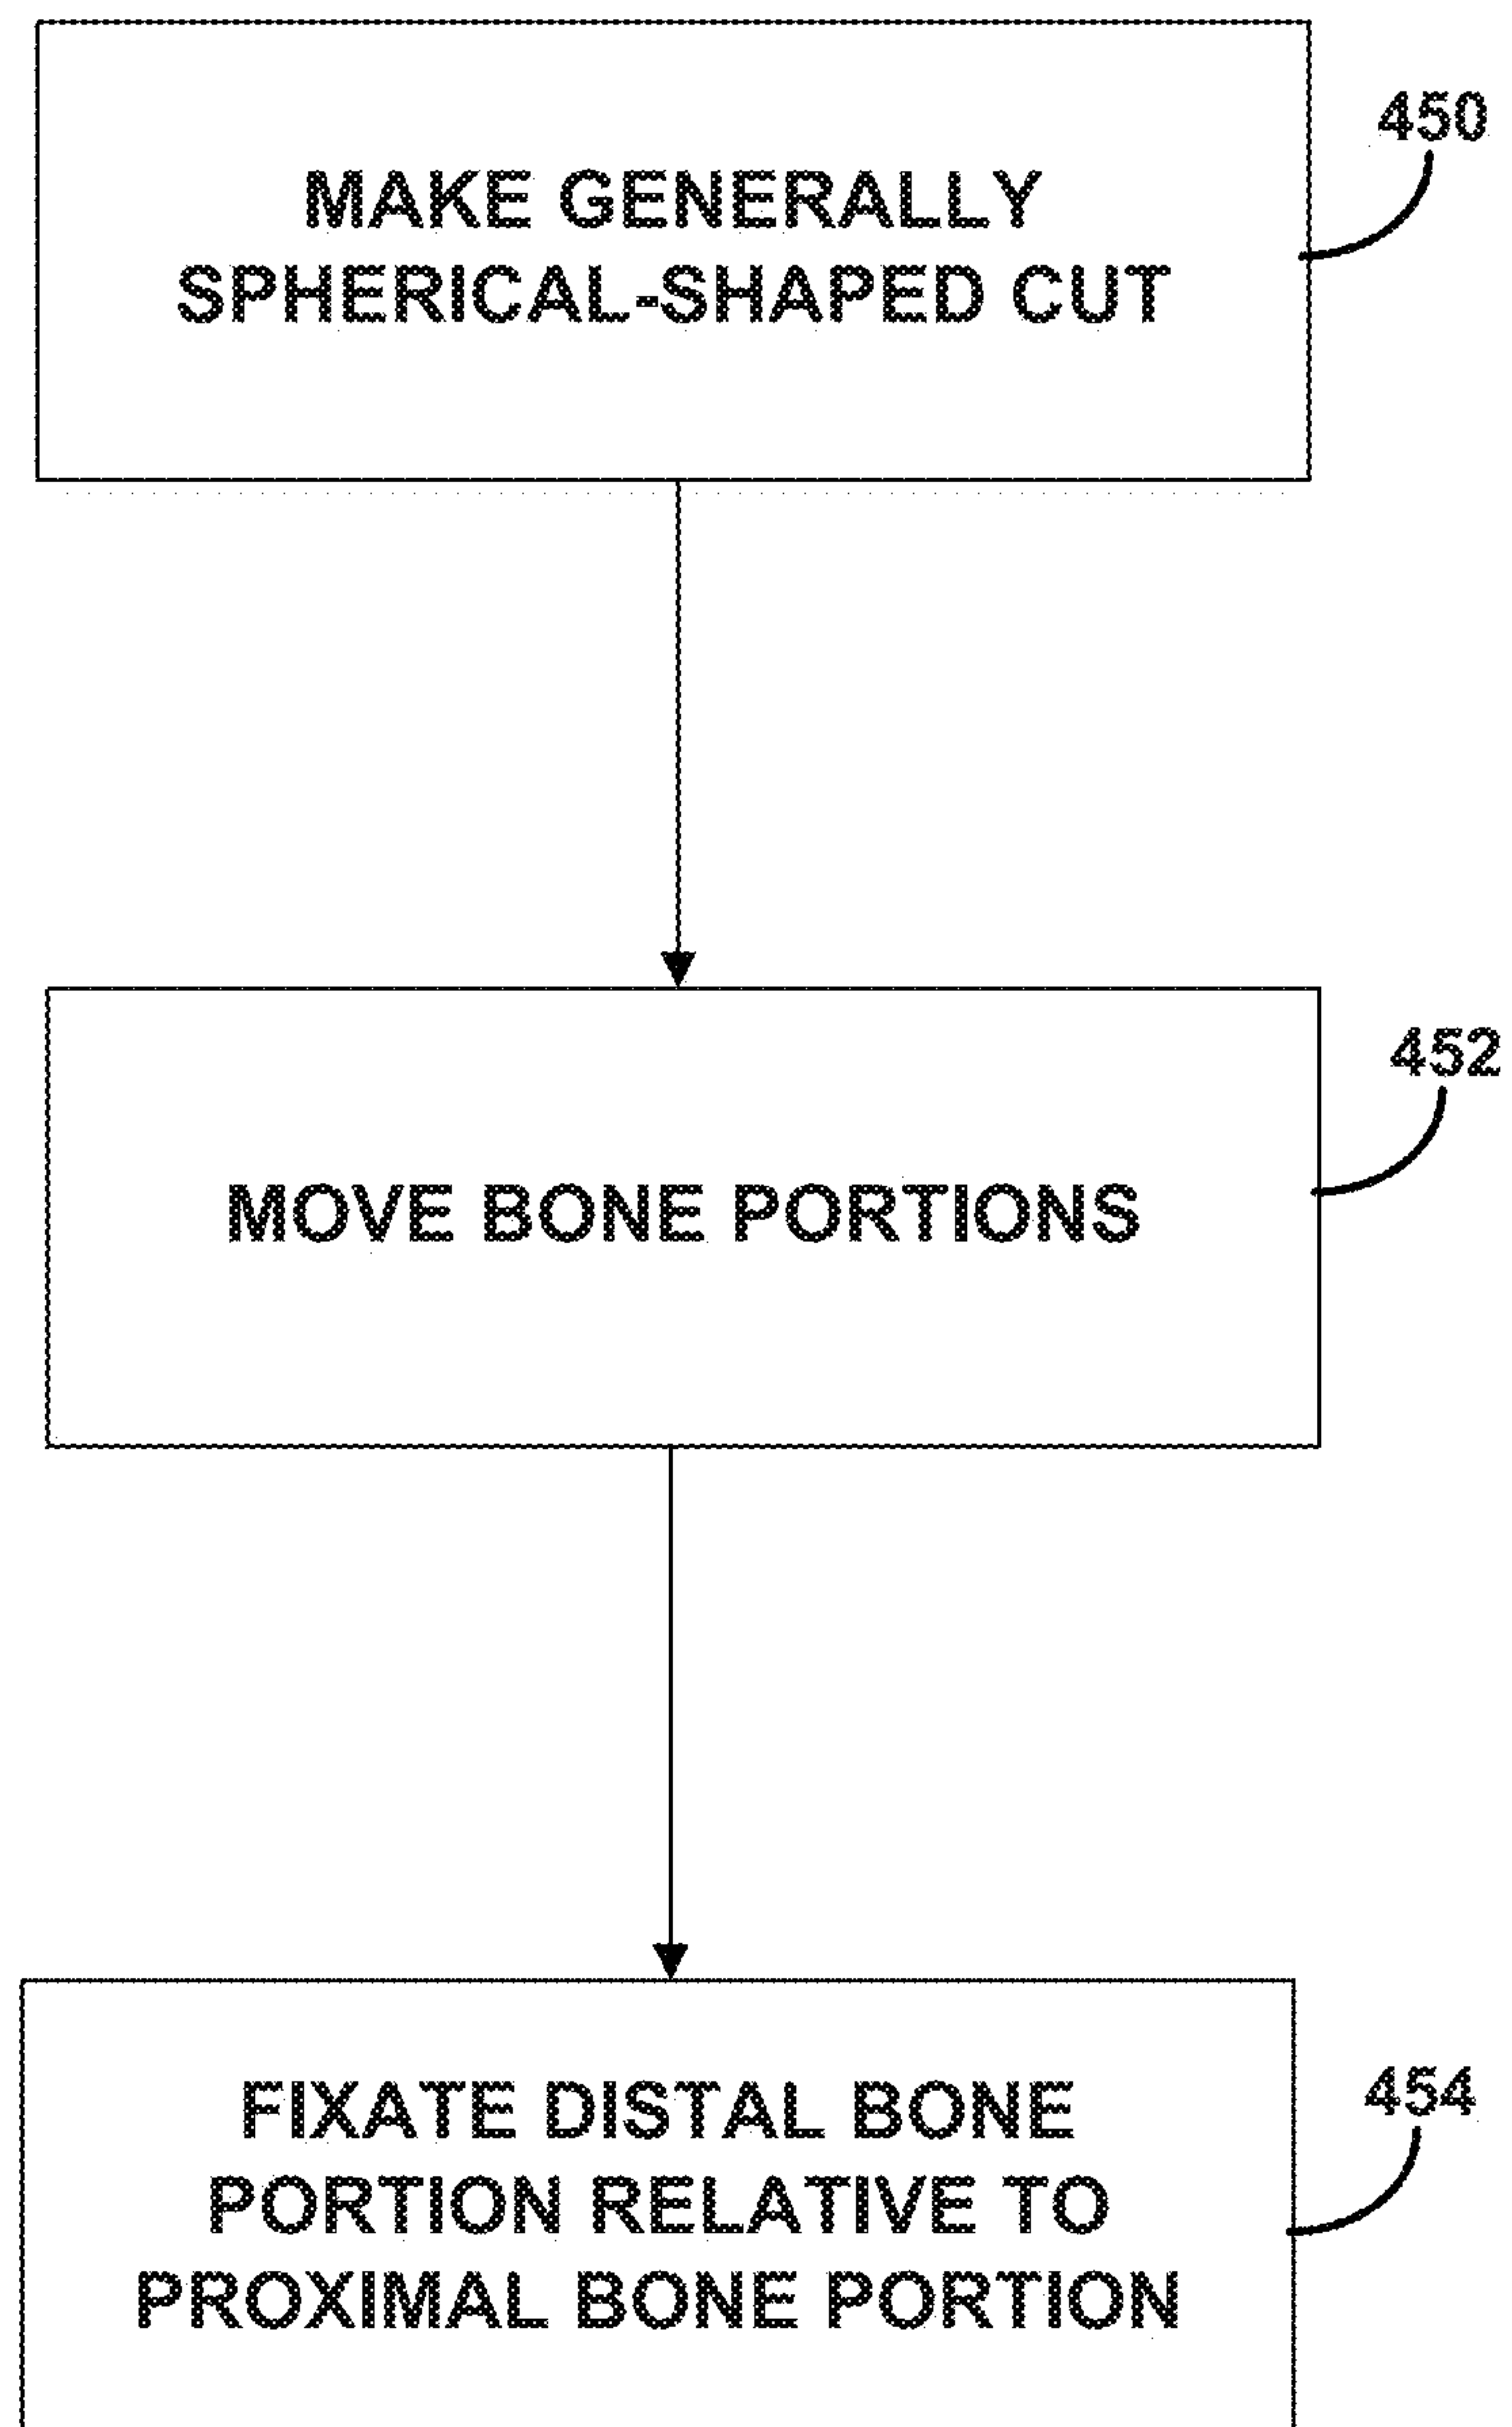 450
MAKE GENERALLY
SPHERICAL-SHAPED CUT
452
MOVE BONE PORTIONS
454
FIXATE DISTAL BONE
PORTION RELATIVE TO
PROXIMAL BONE PORTION